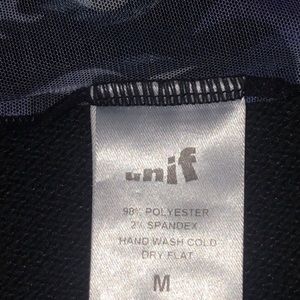 unif
98% POLYESTER
2% SPANDEX
HAND WASH COLD
DRY FLAT
M